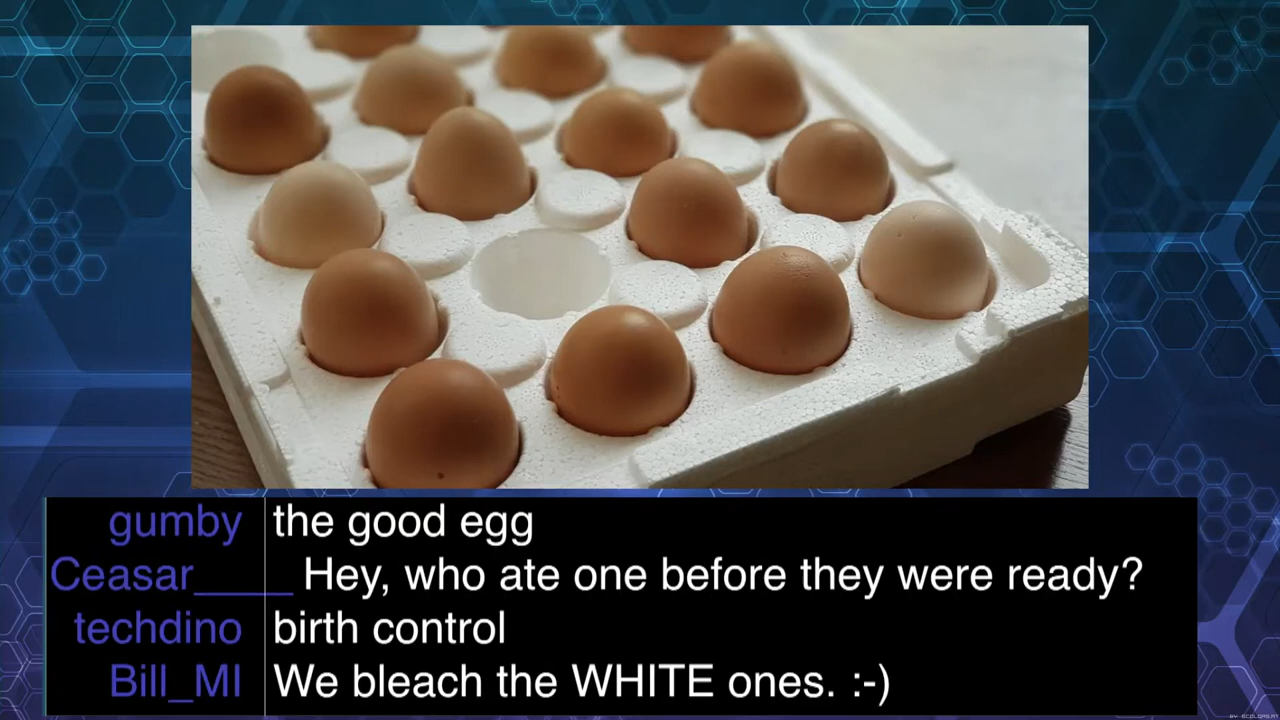 gumby the good egg
Ceasar____ Hey, who ate one before they were ready?
techdino birth control
Bill_MI We bleach the WHITE ones. :-)